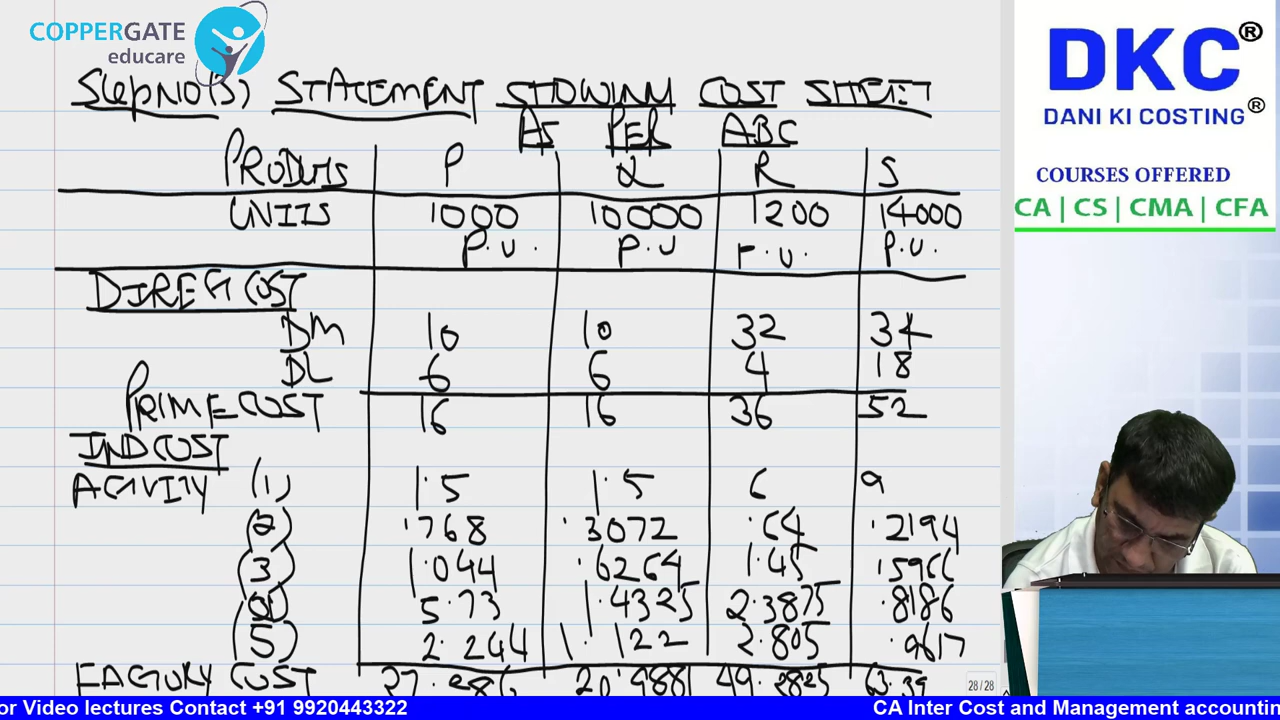 COPPERGATE
educare
Step No(5) STATEMENT SHOWING COST SHEET
AS PER ABC
PRODUCTS P Q R S
UNITS 1000 10000 1200 14000
P.U. P.U P.U. P.U.
DIRECT COST
DM 10 10 32 34
DL 6 6 4 18
PRIME COST 16 16 36 52
IND COST
ACTIVITY (1) 1.5 1.5 6 9
(2) .768 .3072 .64 .2194
(3) 1.044 .6264 1.45 .5966
(4) 5.73 1.4325 2.3875 .8186
(5) 2.244 1.122 2.805 .9617
FACTORY COST 27.286 20.9881 49.2825 63.59
28/28
DKC®
DANI KI COSTING®
COURSES OFFERED
CA | CS | CMA | CFA
or Video lectures Contact +91 9920443322 CA Inter Cost and Management accountin